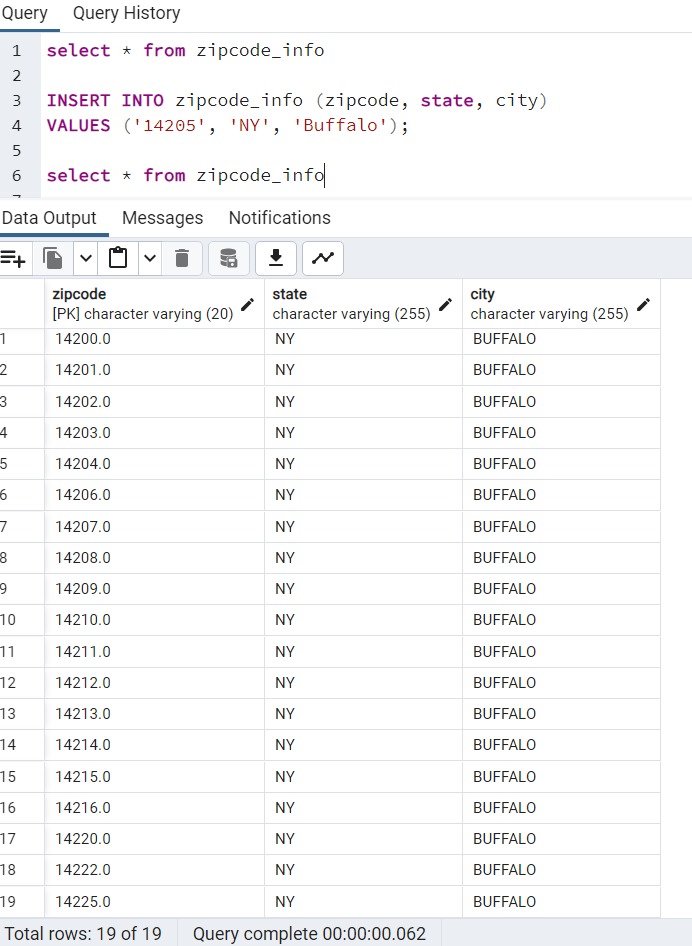 Query Query History
1 select * from zipcode_info
2
3 INSERT INTO zipcode_info (zipcode, state, city)
4 VALUES ('14205', 'NY', 'Buffalo');
5
6 select * from zipcode_info
Data Output Messages Notifications
zipcode state city
[PK] character varying (20) character varying (255) character varying (255)
1 14200.0 NY BUFFALO
2 14201.0 NY BUFFALO
3 14202.0 NY BUFFALO
4 14203.0 NY BUFFALO
5 14204.0 NY BUFFALO
6 14206.0 NY BUFFALO
7 14207.0 NY BUFFALO
8 14208.0 NY BUFFALO
9 14209.0 NY BUFFALO
10 14210.0 NY BUFFALO
11 14211.0 NY BUFFALO
12 14212.0 NY BUFFALO
13 14213.0 NY BUFFALO
14 14214.0 NY BUFFALO
15 14215.0 NY BUFFALO
16 14216.0 NY BUFFALO
17 14220.0 NY BUFFALO
18 14222.0 NY BUFFALO
19 14225.0 NY BUFFALO
Total rows: 19 of 19 Query complete 00:00:00.062